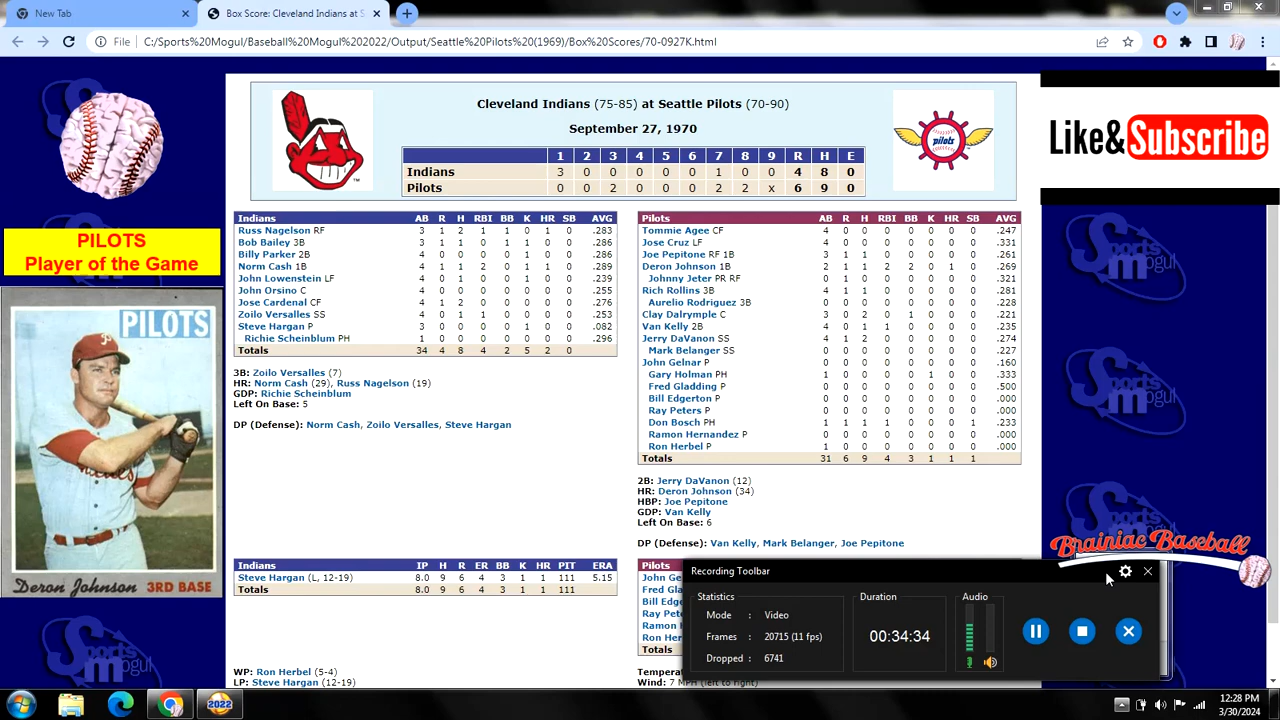 New Tab
Box Score: Cleveland Indians at S
File C:/Sports%20Mogul/Baseball%20Mogul%202022/Output/Seattle%20Pilots%20(1969)/Box%20Scores/70-0927K.html
Cleveland Indians (75-85) at Seattle Pilots (70-90)
September 27, 1970
1 2 3 4 5 6 7 8 9 R H E
Indians 3 0 0 0 0 0 1 0 0 4 8 0
Pilots 0 0 2 0 0 0 2 2 x 6 9 0
pilots
Like& Subscribe
PILOTS
Player of the Game
PILOTS
Deron Johnson 3RD BASE
Indians AB R H RBI BB K HR SB AVG
Russ Nagelson RF 3 1 2 1 1 0 1 0 .283
Bob Bailey 3B 3 1 1 0 1 1 0 0 .286
Billy Parker 2B 4 0 0 0 0 1 0 0 .286
Norm Cash 1B 4 1 1 2 0 1 1 0 .289
John Lowenstein LF 4 0 1 0 0 1 0 0 .239
John Orsino C 4 0 0 0 0 0 0 0 .255
Jose Cardenal CF 4 1 2 0 0 0 0 0 .276
Zoilo Versalles SS 4 0 1 1 0 0 0 0 .253
Steve Hargan P 3 0 0 0 0 1 0 0 .082
Richie Scheinblum PH 1 0 0 0 0 0 0 0 .296
Totals 34 4 8 4 2 5 2 0
3B: Zoilo Versalles (7)
HR: Norm Cash (29), Russ Nagelson (19)
GDP: Richie Scheinblum
Left On Base: 5
DP (Defense): Norm Cash, Zoilo Versalles, Steve Hargan
Pilots AB R H RBI BB K HR SB AVG
Tommie Agee CF 4 0 0 0 0 0 0 0 .247
Jose Cruz LF 4 0 0 0 0 0 0 0 .331
Joe Pepitone RF 1B 3 1 1 0 0 0 0 0 .261
Deron Johnson 1B 2 1 1 2 2 0 1 0 .269
Johnny Jeter PR RF 0 1 0 0 0 0 0 1 .321
Rich Rollins 3B 4 1 1 0 0 0 0 0 .281
Aurelio Rodriguez 3B 0 0 0 0 0 0 0 0 .228
Clay Dalrymple C 3 0 2 0 1 0 0 0 .221
Van Kelly 2B 4 0 1 1 0 0 0 0 .235
Jerry DaVanon SS 4 1 2 0 0 0 0 0 .274
Mark Belanger SS 0 0 0 0 0 0 0 0 .227
John Gelnar P 0 0 0 0 0 0 0 0 .160
Gary Holman PH 1 0 0 0 0 1 0 0 .333
Fred Gladding P 0 0 0 0 0 0 0 0 .500
Bill Edgerton P 0 0 0 0 0 0 0 0 .000
Ray Peters P 0 0 0 0 0 0 0 0 .000
Don Bosch PH 1 1 1 1 0 0 0 0 .233
Ramon Hernandez P 0 0 0 0 0 0 0 0 .000
Ron Herbel P 1 0 0 0 0 0 0 0 .000
Totals 31 6 9 4 3 1 1 1
2B: Jerry DaVanon (12)
HR: Deron Johnson (34)
HBP: Joe Pepitone
GDP: Van Kelly
Left On Base: 6
DP (Defense): Van Kelly, Mark Belanger, Joe Pepitone
Brainiac Baseball
Indians IP H R ER BB K HR PIT ERA
Steve Hargan (L, 12-19) 8.0 9 6 4 3 1 1 111 5.15
Totals 8.0 9 6 4 3 1 1 111
WP: Ron Herbel (5-4)
LP: Steve Hargan (12-19)
Pilots
John Ge
Fred Gla
Bill Edg
Ray Pete
Ramon
Ron Her
Totals
Temper
Wind: 7 MPH (left to right)
Recording Toolbar
Statistics
Mode : Video
Frames : 20715 (11 fps)
Dropped : 6741
Duration
00:34:34
Audio
2022
12:28 PM
3/30/2024